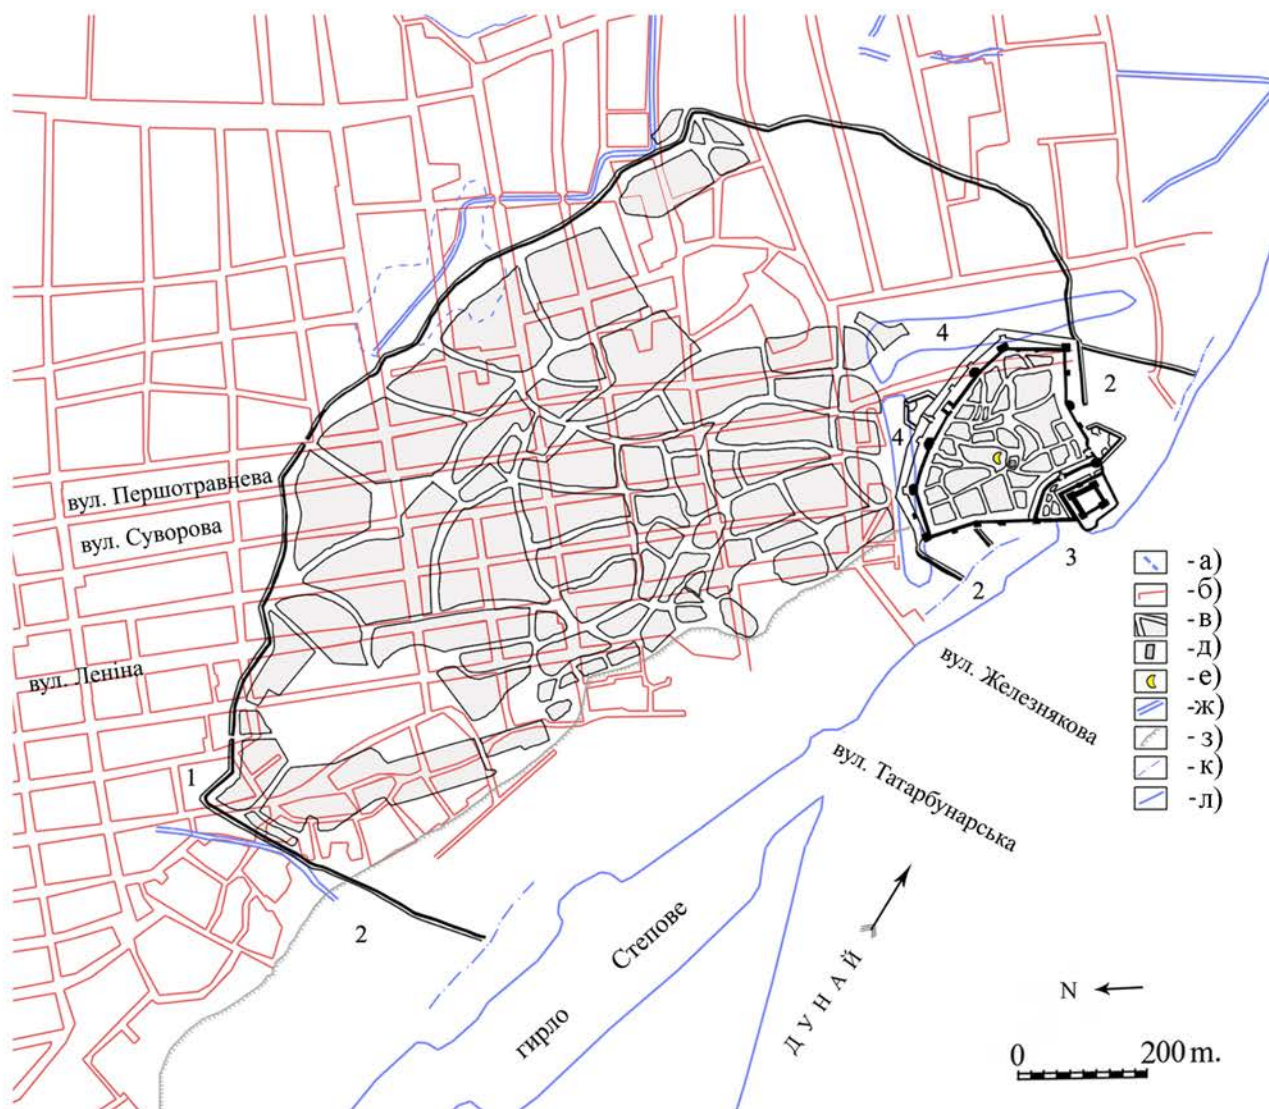 4
2
4
вул. Першотравнева
вул. Суворова
3
2
- а)
- б)
- в)
- д)
- е)
-ж)
- з)
- к)
-л)
вул. Леніна
вул. Железнякова
1
вул. Татарбунарська
2
Степове
гирло
ДУНАЙ
N
0 200 m.